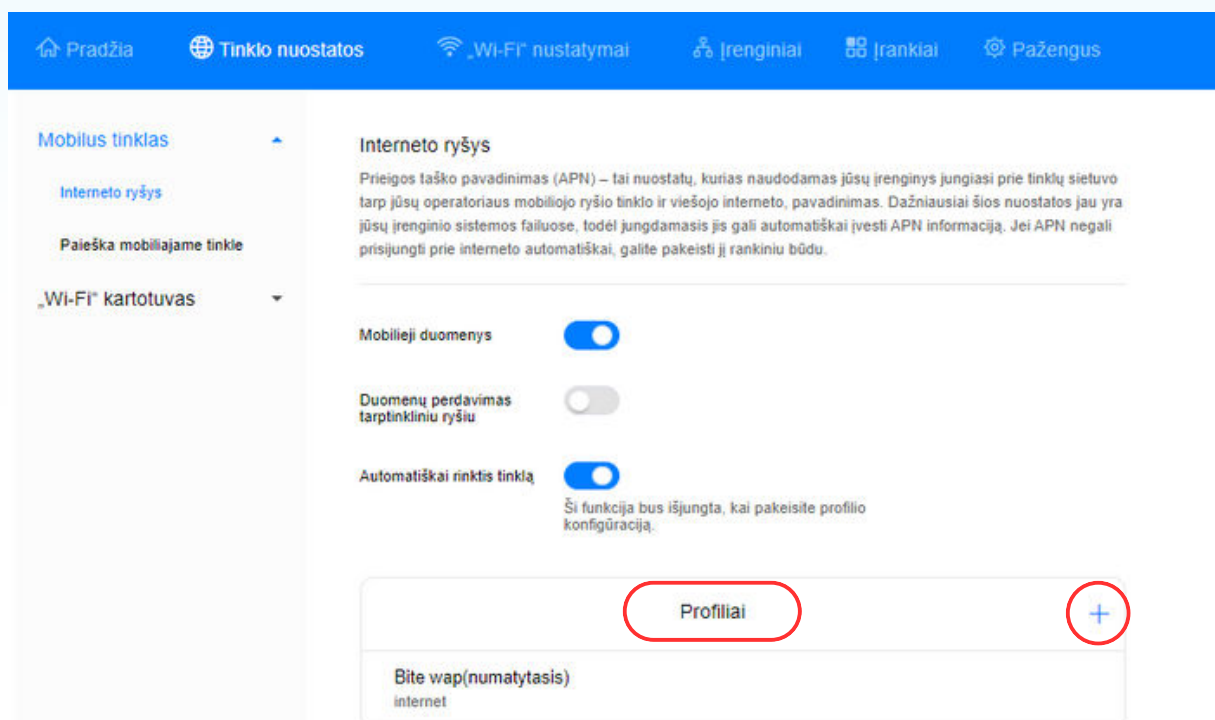 Pradžia
Tinklo nuostatos
„Wi-Fi“ nustatymai
Įrenginiai
Įrankiai
Pažengus
Mobilus tinklas
Interneto ryšys
Paieška mobiliajame tinkle
„Wi-Fi“ kartotuvas
Interneto ryšys
Prieigos taško pavadinimas (APN) – tai nuostatų, kurias naudodamas jūsų įrenginys jungiasi prie tinklų sietuvo
tarp jūsų operatoriaus mobiliojo ryšio tinklo ir viešojo interneto, pavadinimas. Dažniausiai šios nuostatos jau yra
jūsų įrenginio sistemos failuose, todėl jungdamasis jis gali automatiškai įvesti APN informaciją. Jei APN negali
prisijungti prie interneto automatiškai, galite pakeisti jį rankiniu būdu.
Mobilieji duomenys
Duomenų perdavimas
tarptinkliniu ryšiu
Automatiškai rinktis tinklą
Ši funkcija bus išjungta, kai pakeisite profilio
konfigūraciją.
Profiliai
Bite wap(numatytasis)
internet